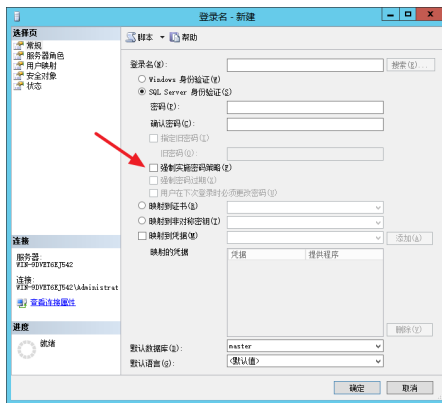 登录名 - 新建
选择页
常规
服务器角色
用户映射
安全对象
状态
脚本
帮助
登录名(N):
搜索(E)...
Windows 身份验证(W)
SQL Server 身份验证(S)
密码(P):
确认密码(C):
指定旧密码(I)
旧密码(O):
强制实施密码策略(F)
强制密码过期(X)
用户在下次登录时必须更改密码(U)
映射到证书(R)
映射到非对称密钥(T)
映射到凭据(M)
添加(A)
映射的凭据
凭据
提供程序
删除(V)
默认数据库(D):
master
默认语言(G):
<默认值>
连接
服务器:
WIN-9DVET6KJ542
连接:
WIN-9DVET6KJ542\Administrat
查看连接属性
进度
就绪
确定
取消